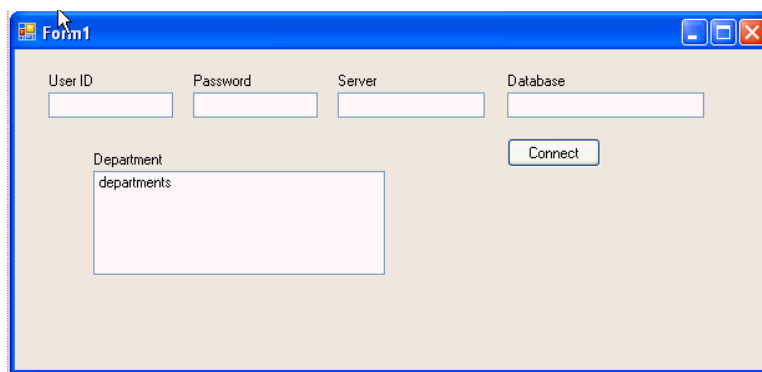 Form1
User ID Password Server Database
Connect
Department
departments